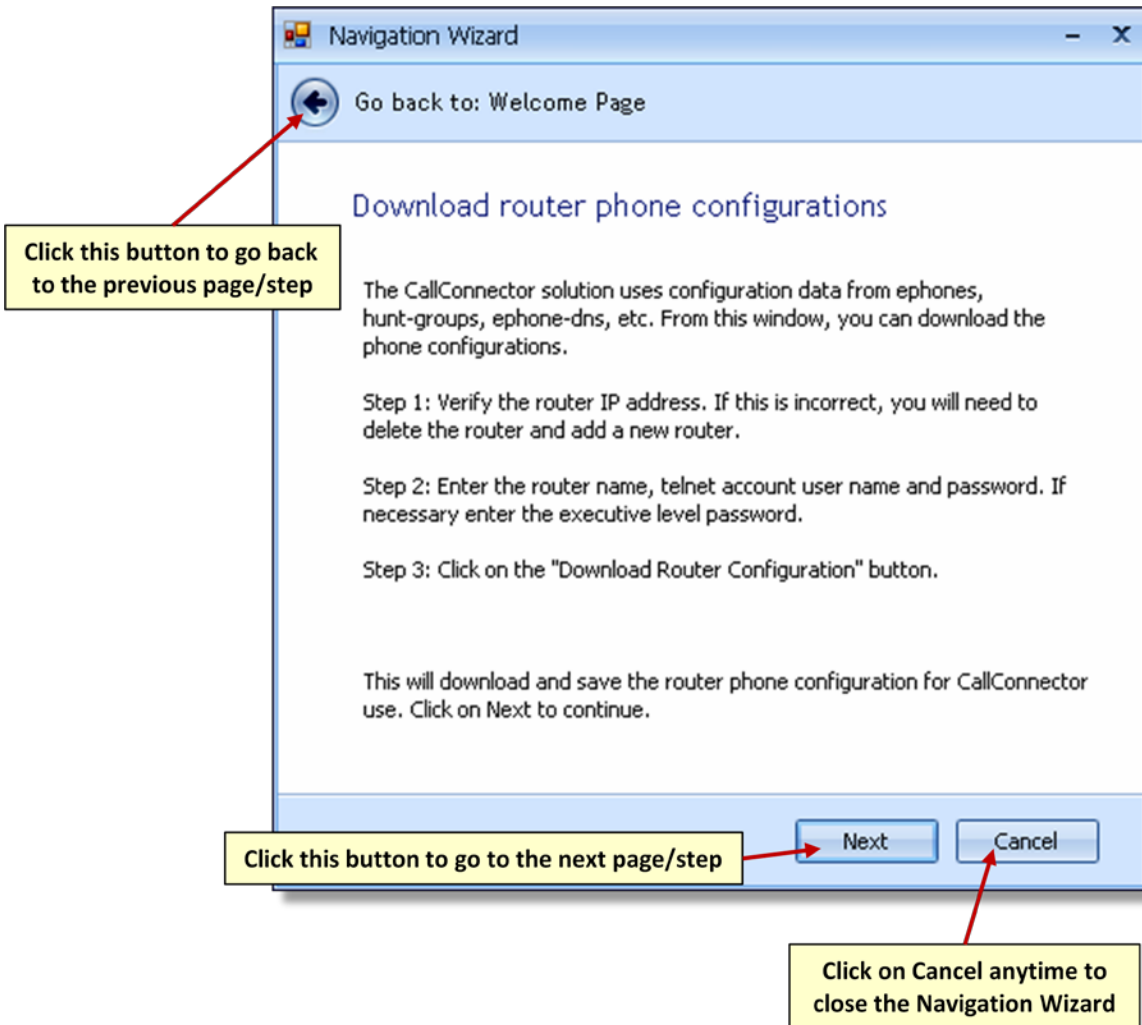 Navigation Wizard
Go back to: Welcome Page
Download router phone configurations
Click this button to go back
to the previous page/step
The CallConnector solution uses configuration data from ephones,
hunt-groups, ephone-dns, etc. From this window, you can download the
phone configurations.
Step 1: Verify the router IP address. If this is incorrect, you will need to
delete the router and add a new router.
Step 2: Enter the router name, telnet account user name and password. If
necessary enter the executive level password.
Step 3: Click on the "Download Router Configuration" button.
This will download and save the router phone configuration for CallConnector
use. Click on Next to continue.
Click this button to go to the next page/step
Next
Cancel
Click on Cancel anytime to
close the Navigation Wizard